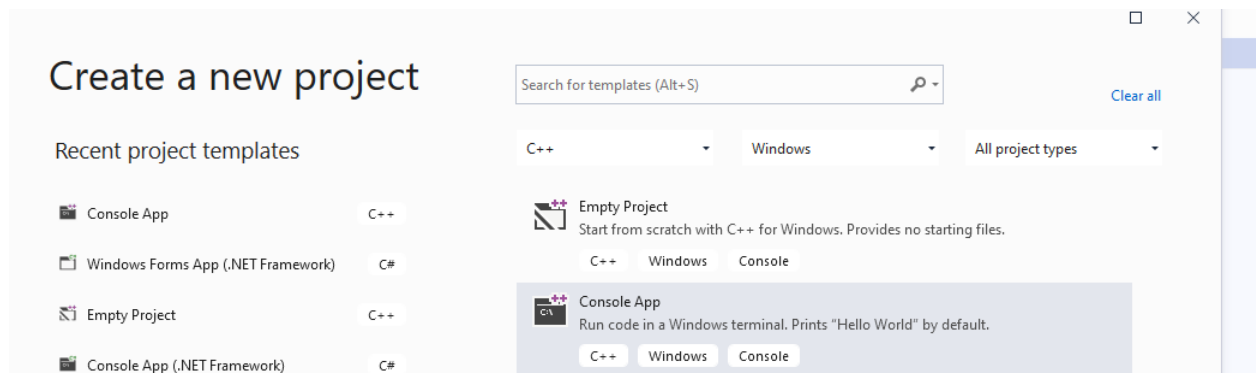 Create a new project
Search for templates (Alt+S)
Clear all
Recent project templates
C++
Windows
All project types
Console App
C++
Windows Forms App (.NET Framework)
C#
Empty Project
C++
Console App (.NET Framework)
C#
Empty Project
Start from scratch with C++ for Windows. Provides no starting files.
C++ Windows Console
Console App
Run code in a Windows terminal. Prints "Hello World" by default.
C++ Windows Console